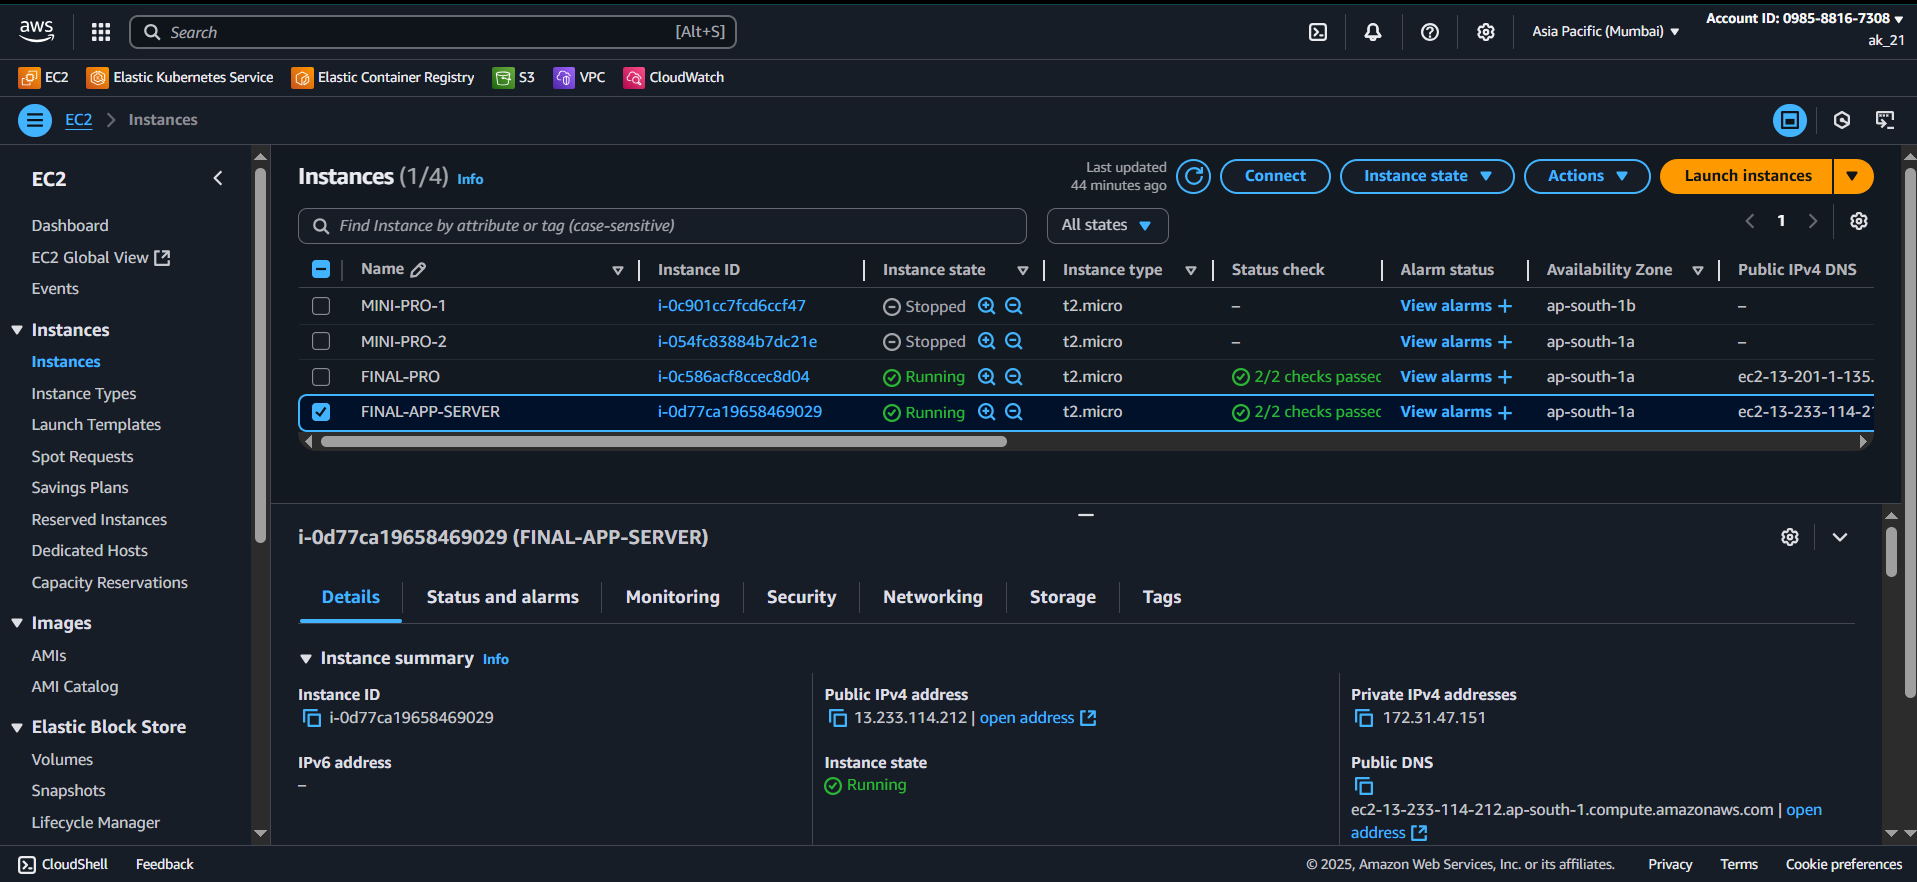 aws
Search
[Alt+S]
Asia Pacific (Mumbai)
Account ID: 0985-8816-7308
ak_21
EC2
Elastic Kubernetes Service
Elastic Container Registry
S3
VPC
CloudWatch
EC2
Instances
EC2
Dashboard
EC2 Global View
Events
Instances
Instances
Instance Types
Launch Templates
Spot Requests
Savings Plans
Reserved Instances
Dedicated Hosts
Capacity Reservations
Images
AMIs
AMI Catalog
Elastic Block Store
Volumes
Snapshots
Lifecycle Manager
Instances (1/4) Info
Last updated
44 minutes ago
Connect
Instance state
Actions
Launch instances
Find Instance by attribute or tag (case-sensitive)
All states
1
Name Instance ID Instance state Instance type Status check Alarm status Availability Zone Public IPv4 DNS
MINI-PRO-1 i-0c901cc7fcd6ccf47 Stopped t2.micro – View alarms + ap-south-1b –
MINI-PRO-2 i-054fc83884b7dc21e Stopped t2.micro – View alarms + ap-south-1a –
FINAL-PRO i-0c586acf8ccec8d04 Running t2.micro 2/2 checks passec View alarms + ap-south-1a ec2-13-201-1-135.
FINAL-APP-SERVER i-0d77ca19658469029 Running t2.micro 2/2 checks passec View alarms + ap-south-1a ec2-13-233-114-21
i-0d77ca19658469029 (FINAL-APP-SERVER)
Details
Status and alarms
Monitoring
Security
Networking
Storage
Tags
Instance summary Info
Instance ID
i-0d77ca19658469029
Public IPv4 address
13.233.114.212 | open address
Private IPv4 addresses
172.31.47.151
IPv6 address
–
Instance state
Running
Public DNS
ec2-13-233-114-212.ap-south-1.compute.amazonaws.com | open
address
CloudShell
Feedback
© 2025, Amazon Web Services, Inc. or its affiliates.
Privacy
Terms
Cookie preferences